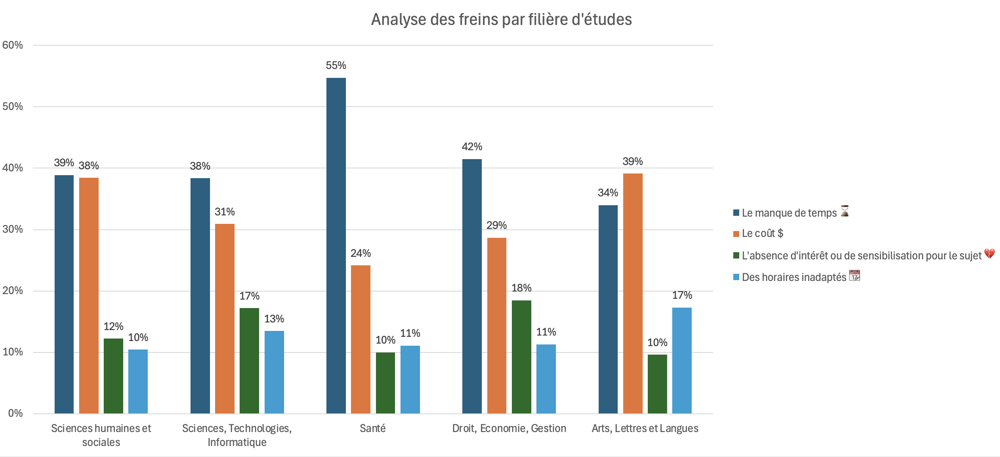 Analyse des freins par filière d'études
60%
50%
40%
30%
20%
10%
0%
39%
38%
12%
10%
38%
31%
17%
13%
55%
24%
10%
11%
42%
29%
18%
11%
34%
39%
10%
17%
Sciences humaines et
sociales
Sciences, Technologies,
Informatique
Santé
Droit, Economie, Gestion
Arts, Lettres et Langues
Le manque de temps ⏳
Le coût $
L'absence d'intérêt ou de sensibilisation pour le sujet 💔
Des horaires inadaptés 📆